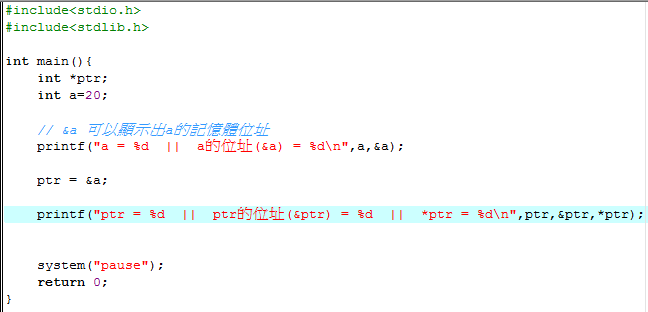 #include<stdio.h>
#include<stdlib.h>
int main(){
int *ptr;
int a=20;
// &a 可以顯示出a的記憶體位址
printf("a = %d  ||  a的位址(&a) = %d\n",a,&a);
ptr = &a;
printf("ptr = %d  ||  ptr的位址(&ptr) = %d  ||  *ptr = %d\n",ptr,&ptr,*ptr);
system("pause");
return 0;
}